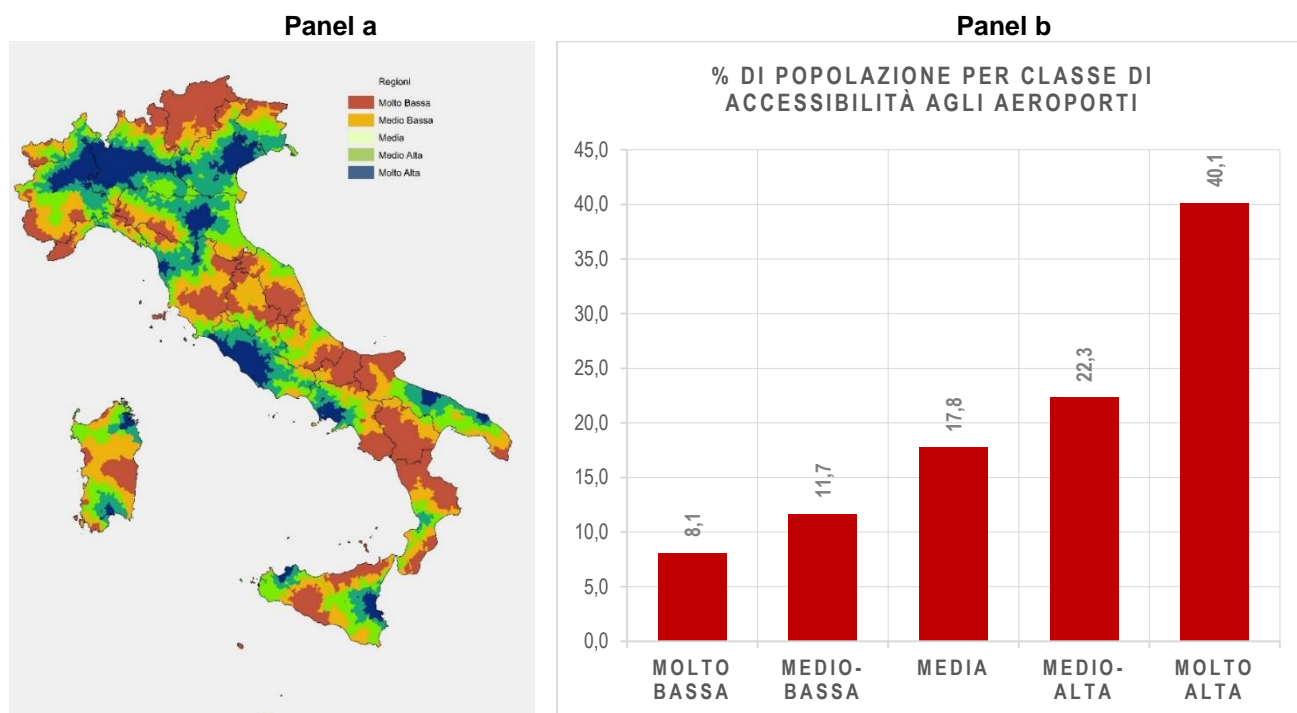 Panel a
Regioni
Molto Bassa
Medio Bassa
Media
Medio Alta
Molto Alta
Panel b
% DI POPOLAZIONE PER CLASSE DI
ACCESSIBILITÀ AGLI AEROPORTI
45,0
40,0
35,0
30,0
25,0
20,0
15,0
10,0
5,0
0,0
8,1
11,7
17,8
22,3
40,1
MOLTO
BASSA
MEDIO-
BASSA
MEDIA
MEDIO-
ALTA
MOLTO
ALTA